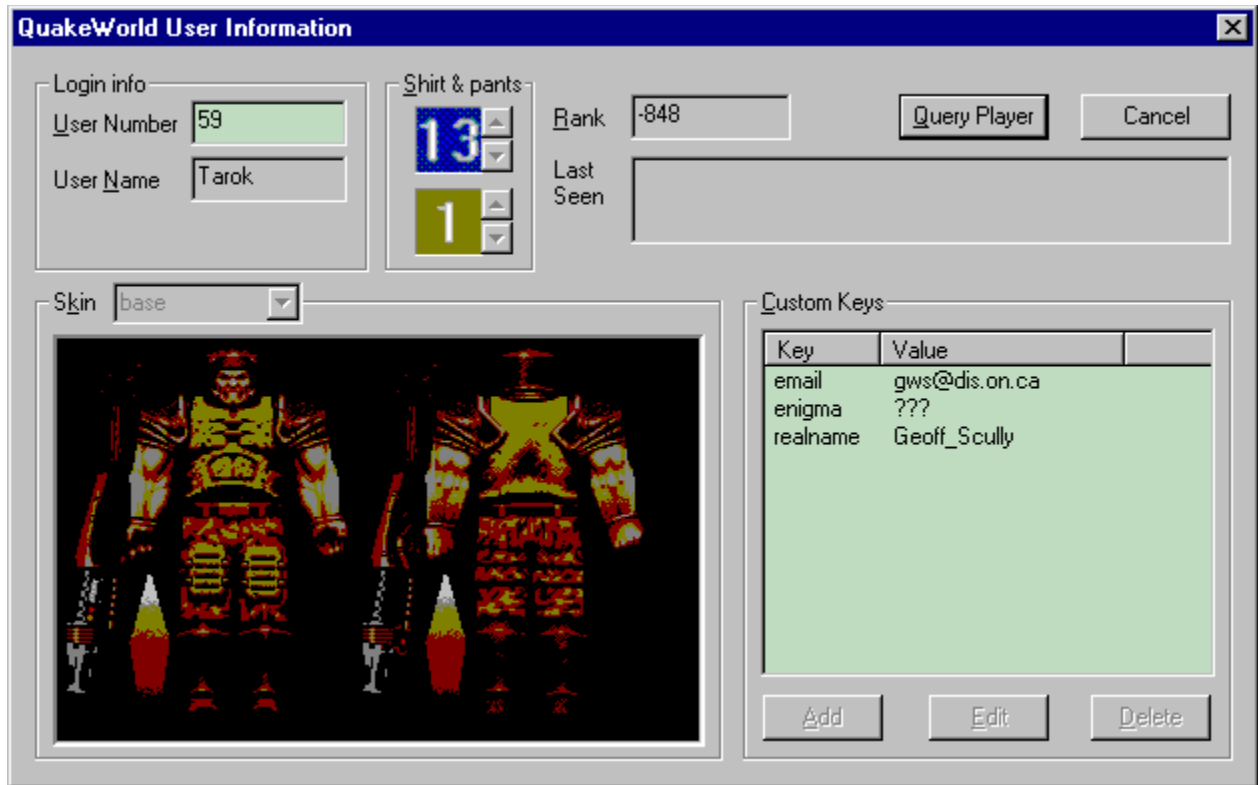 QuakeWorld User Information
Login info
User Number 59
User Name Tarok
Shirt & pants
13
1
Rank -848
Query Player
Cancel
Last
Seen
Skin base
Custom Keys
Key Value
email gws@dis.on.ca
enigma ???
realname Geoff_Scully
Add
Edit
Delete